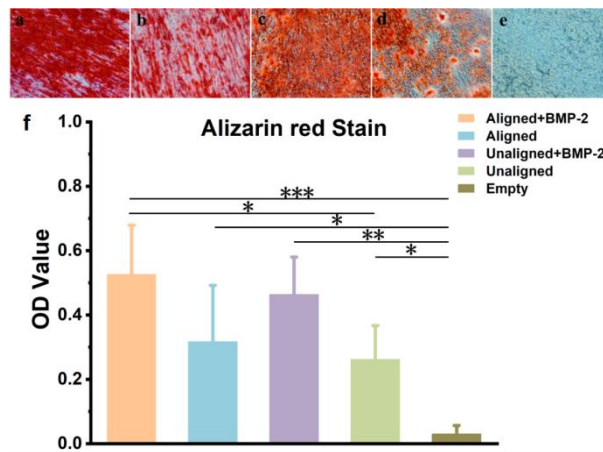 a b c d e
f
Alizarin red Stain
Aligned+BMP-2
Aligned
Unaligned+BMP-2
Unaligned
Empty
OD Value
1.0
0.8
0.6
0.4
0.2
0.0
***
*
*
**
*